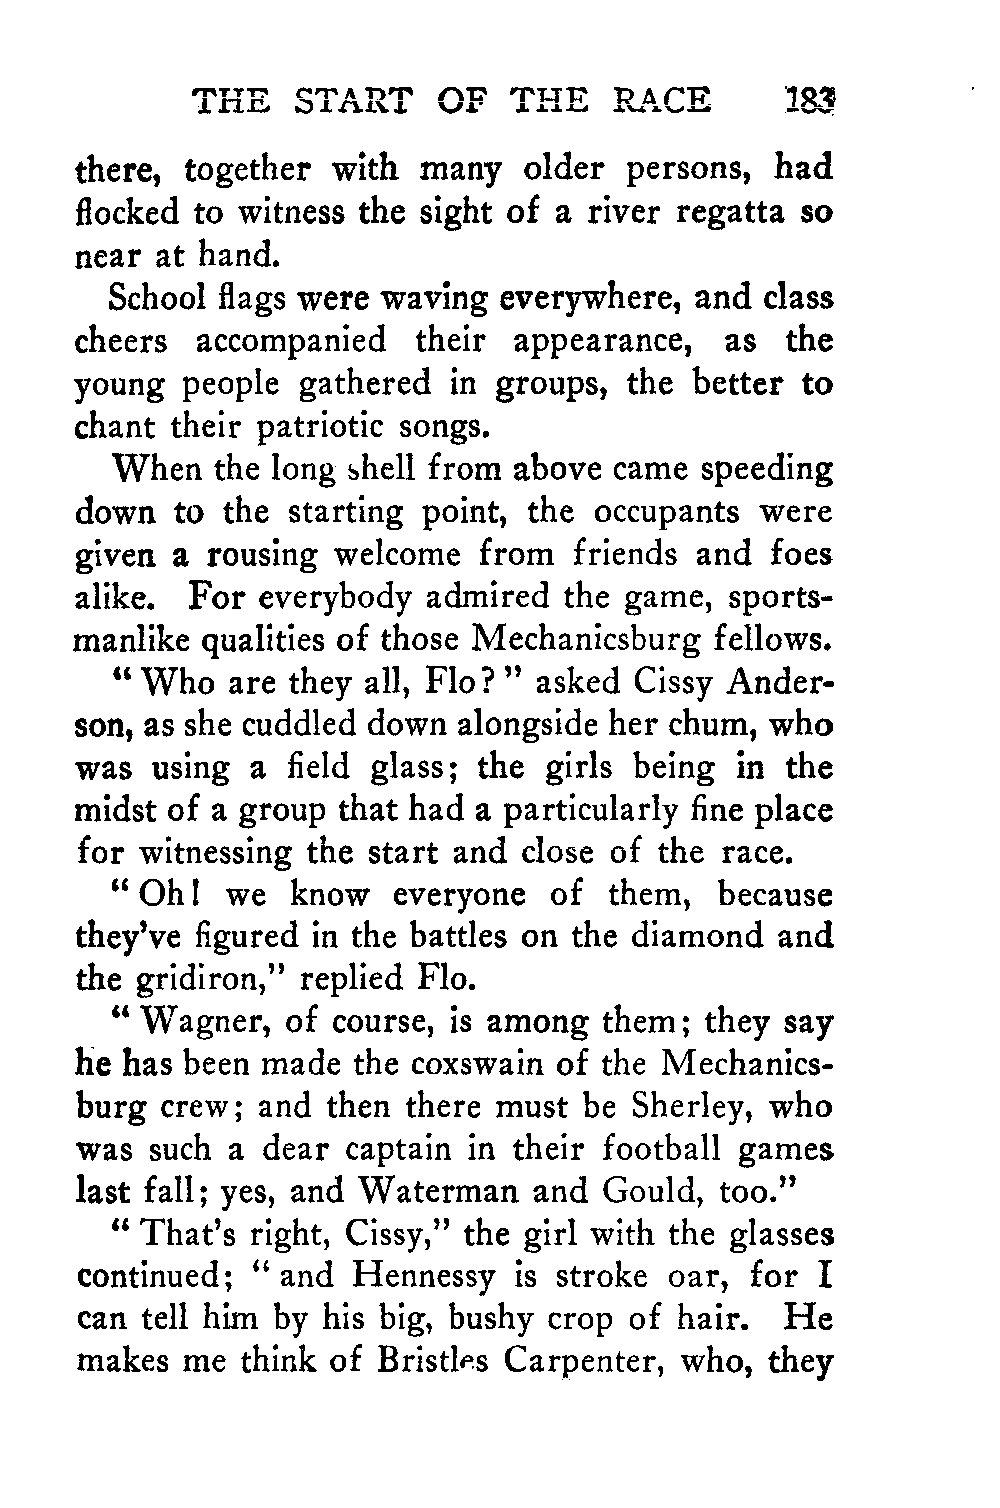 THE START OF THE RACE 183
there, together with many older persons, had
flocked to witness the sight of a river regatta so
near at hand.
School flags were waving everywhere, and class
cheers accompanied their appearance, as the
young people gathered in groups, the better to
chant their patriotic songs.
When the long shell from above came speeding
down to the starting point, the occupants were
given a rousing welcome from friends and foes
alike. For everybody admired the game, sports-
manlike qualities of those Mechanicsburg fellows.
“ Who are they all, Flo? ” asked Cissy Ander-
son, as she cuddled down alongside her chum, who
was using a field glass; the girls being in the
midst of a group that had a particularly fine place
for witnessing the start and close of the race.
“ Oh! we know everyone of them, because
they’ve figured in the battles on the diamond and
the gridiron,” replied Flo.
“ Wagner, of course, is among them; they say
he has been made the coxswain of the Mechanics-
burg crew; and then there must be Sherley, who
was such a dear captain in their football games
last fall; yes, and Waterman and Gould, too.”
“ That’s right, Cissy,” the girl with the glasses
continued; “ and Hennessy is stroke oar, for I
can tell him by his big, bushy crop of hair. He
makes me think of Bristles Carpenter, who, they